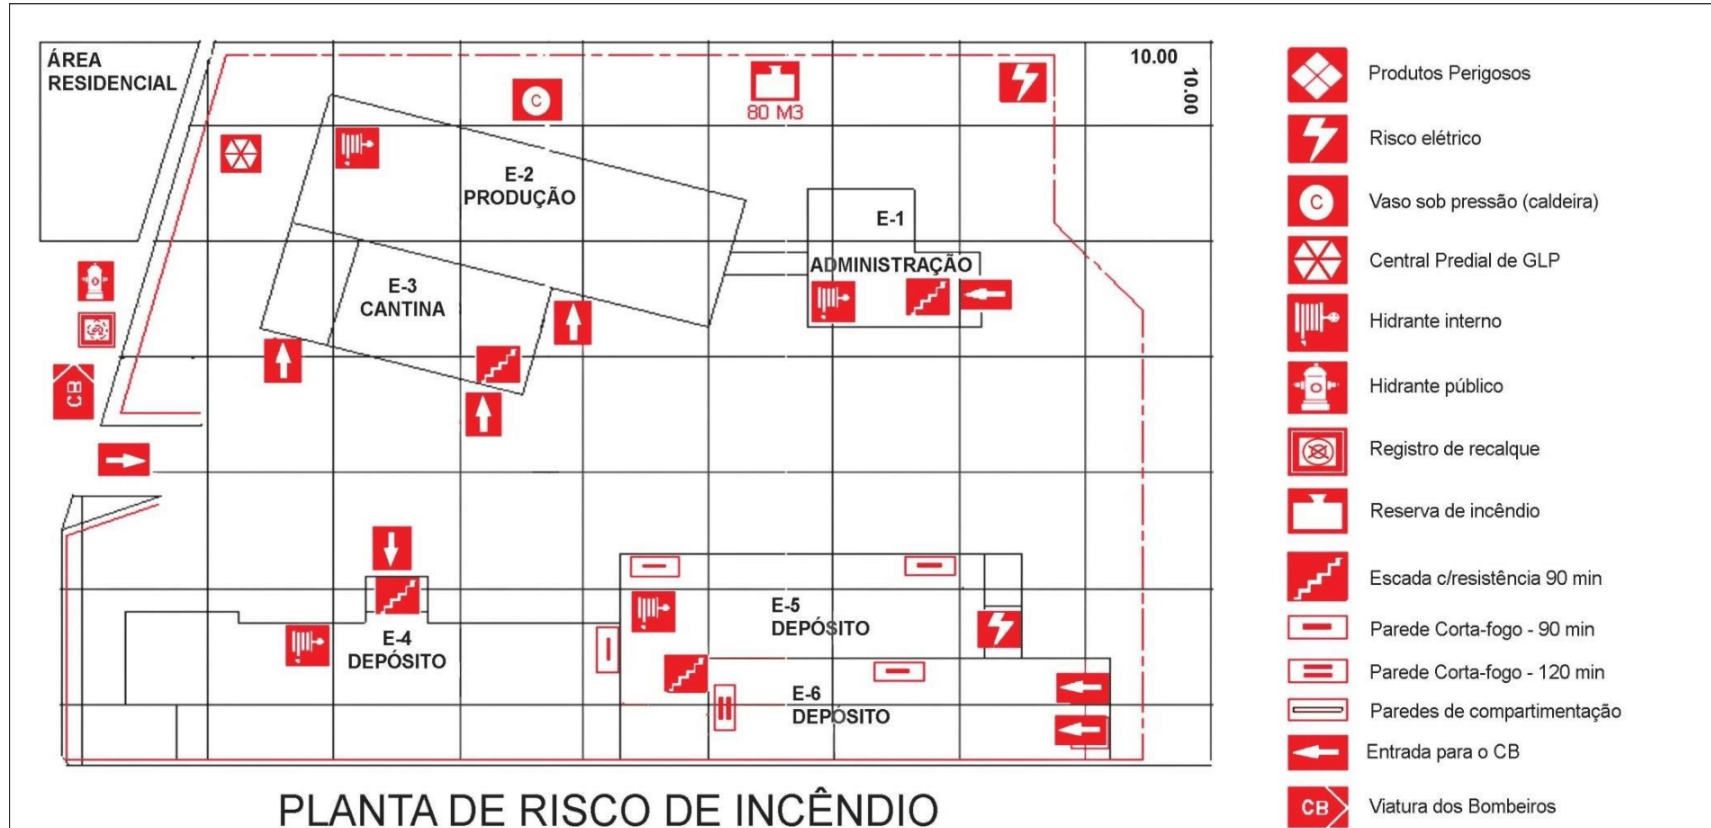 ÁREA
RESIDENCIAL
C
80 M3
10.00
10.00
E-2
PRODUÇÃO
E-1
ADMINISTRAÇÃO
E-3
CANTINA
CB
E-4
DEPÓSITO
E-5
DEPÓSITO
E-6
DEPÓSITO
PLANTA DE RISCO DE INCÊNDIO
Produtos Perigosos
Risco elétrico
C
Vaso sob pressão (caldeira)
Central Predial de GLP
Hidrante interno
Hidrante público
Registro de recalque
Reserva de incêndio
Escada c/resistência 90 min
Parede Corta-fogo - 90 min
Parede Corta-fogo - 120 min
Paredes de compartimentação
Entrada para o CB
CB
Viatura dos Bombeiros